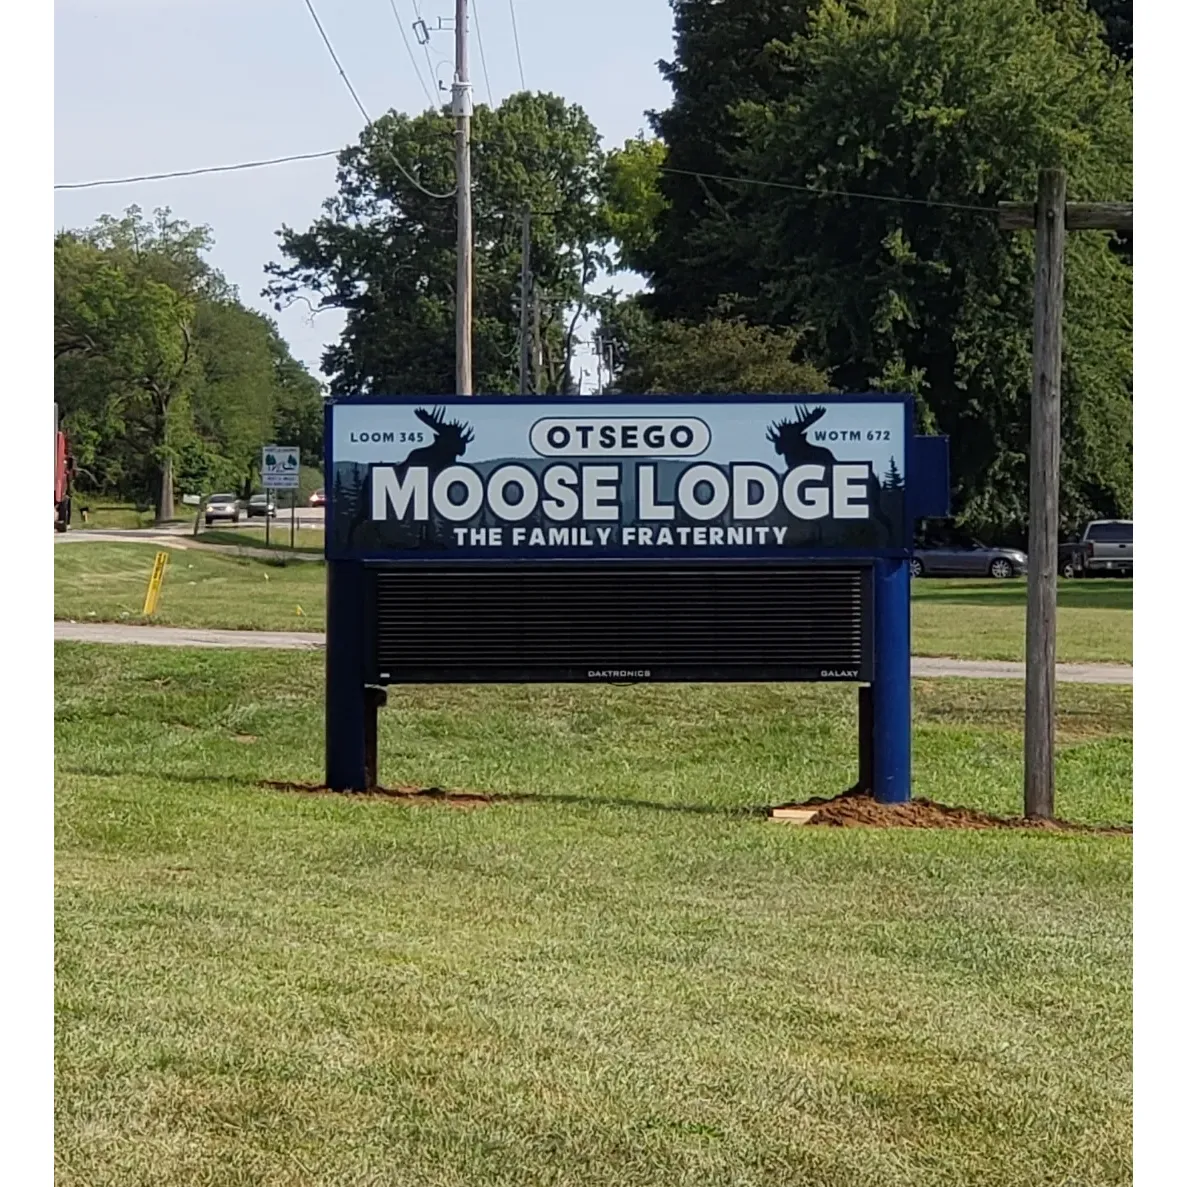 OTSEGO
LOOM 345
WOTM 672
MOOSE LODGE
THE FAMILY FRATERNITY
DAKTRONICS
GALAXY